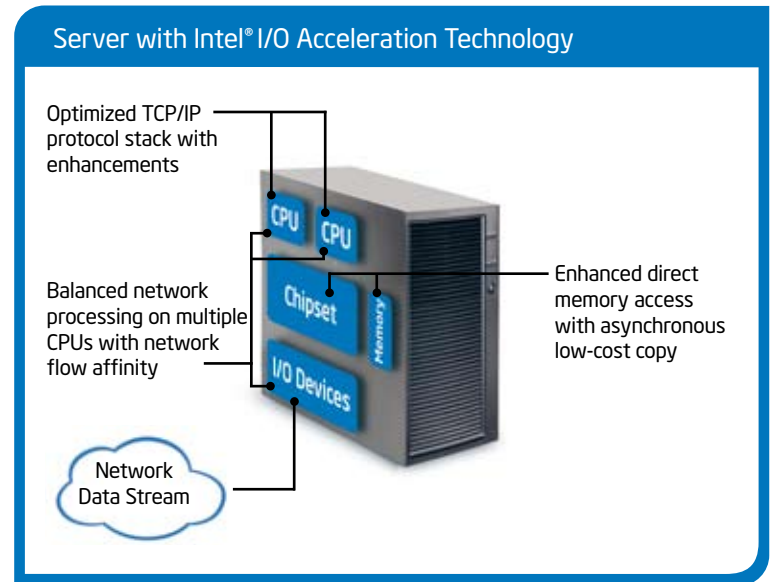 Server with Intel® I/O Acceleration Technology
Optimized TCP/IP
protocol stack with
enhancements
CPU
CPU
Chipset
Memory
I/O Devices
Balanced network
processing on multiple
CPUs with network
flow affinity
Enhanced direct
memory access
with asynchronous
low-cost copy
Network
Data Stream